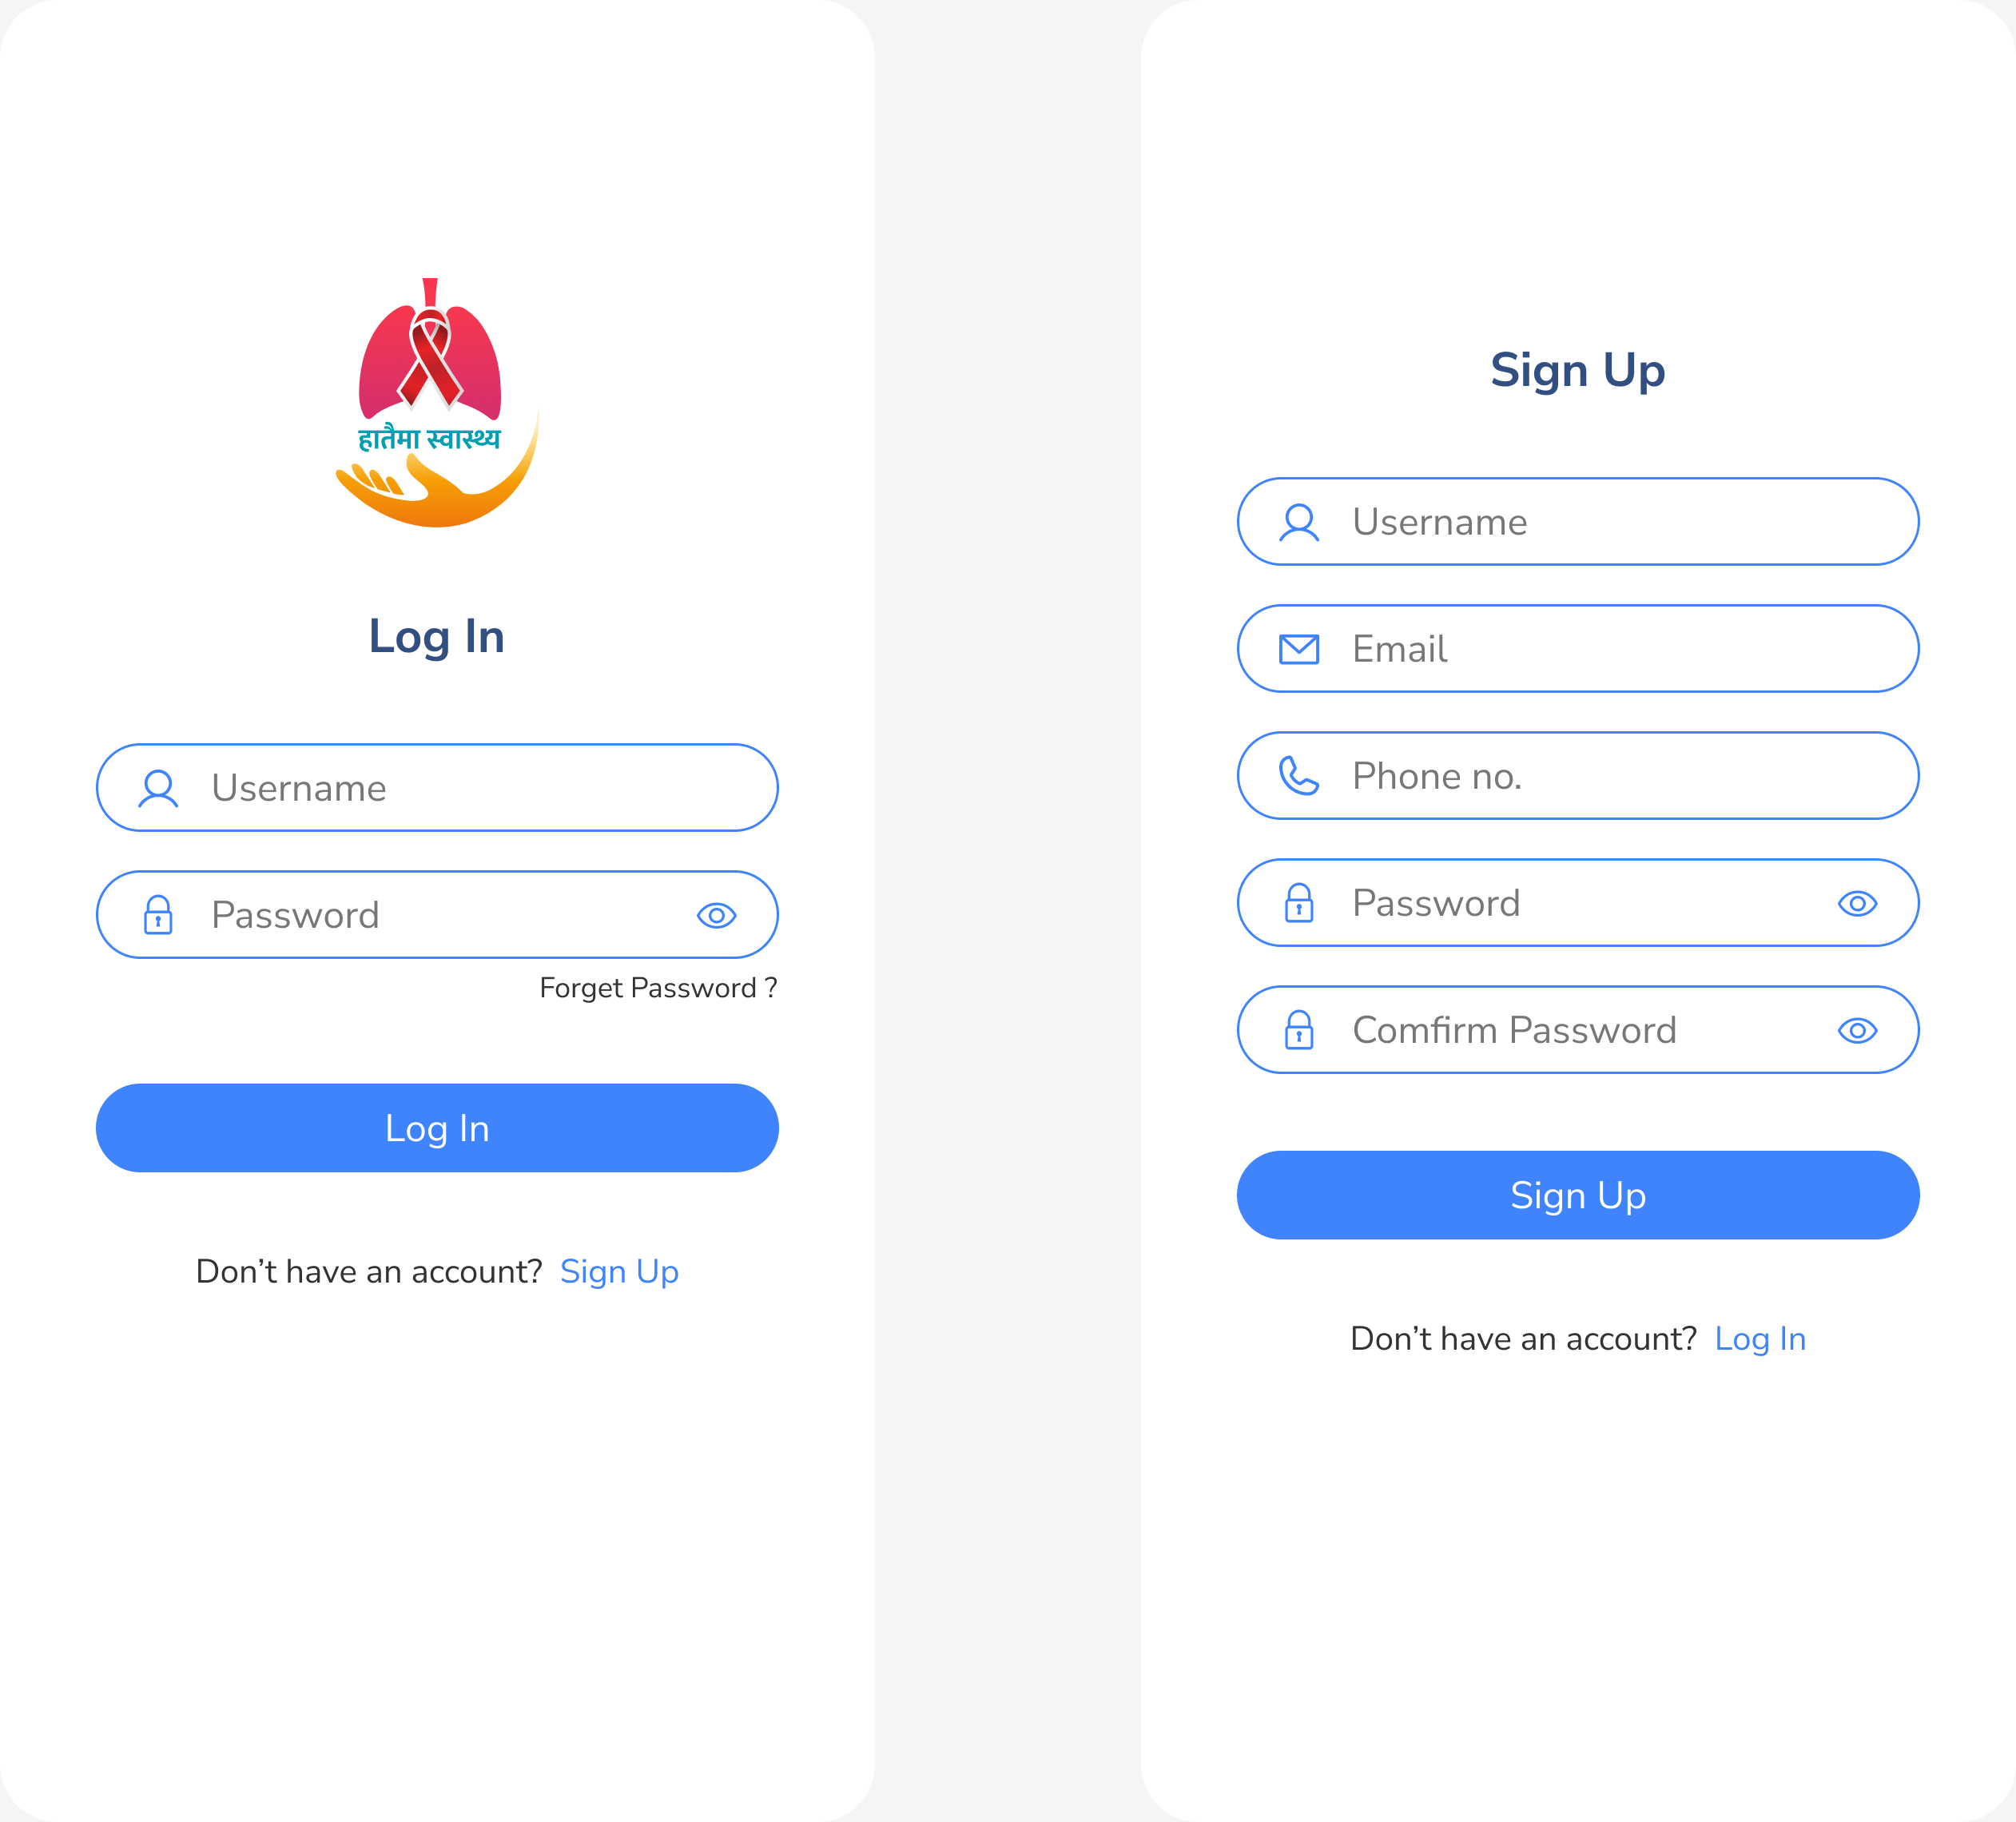 हातैमा स्वास्थ्य
Log In
Username
Password
Forget Password ?
Log In
Don’t have an account? Sign Up
Sign Up
Username
Email
Phone no.
Password
Comfirm Password
Sign Up
Don’t have an account? Log In